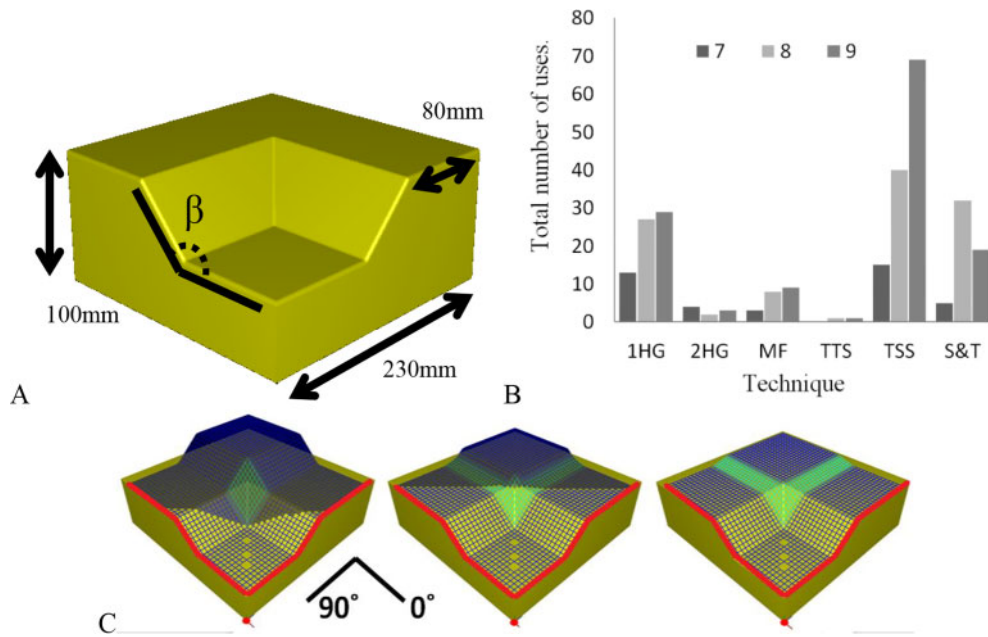 80mm
β
100mm
230mm
A
80
70
60
50
40
30
20
10
0
Total number of uses.
7 8 9
1HG 2HG MF TTS TSS S&T
Technique
B
90° 0°
C